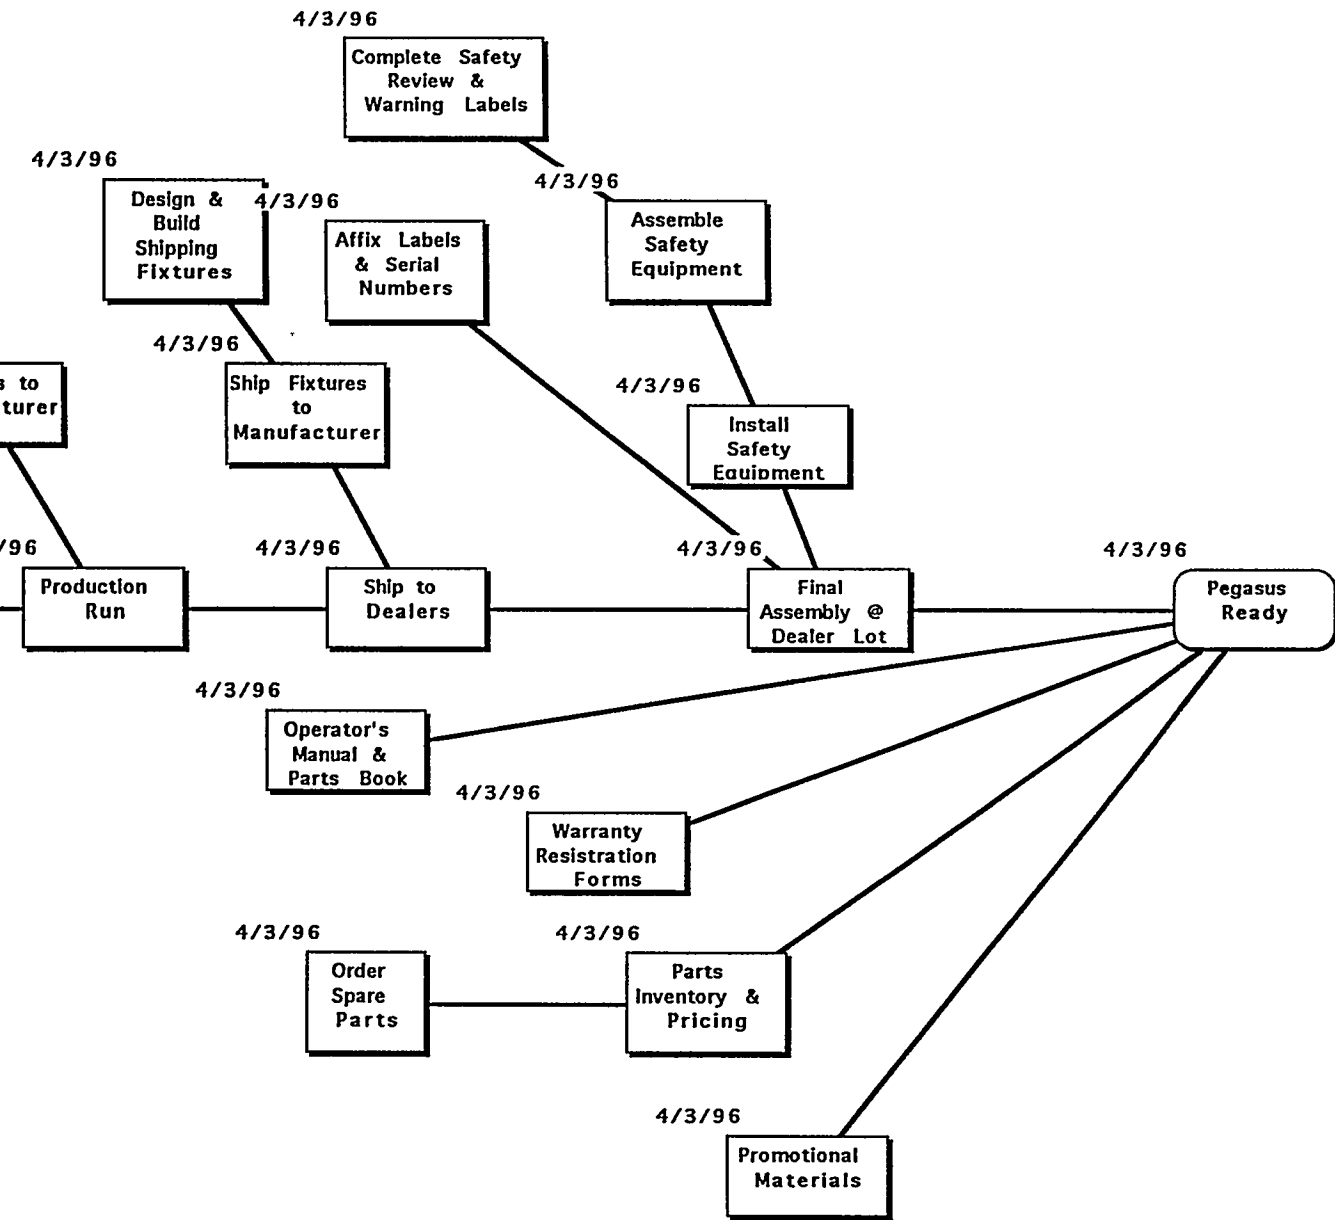 4/3/96
Complete Safety
Review &
Warning Labels
4/3/96
Design &
Build
Shipping
Fixtures
4/3/96
Affix Labels
& Serial
Numbers
4/3/96
Assemble
Safety
Equipment
4/3/96
Ship Fixtures
to
Manufacturer
s to
turer
4/3/96
Install
Safety
Equipment
/96
Production
Run
4/3/96
Ship to
Dealers
4/3/96
Final
Assembly @
Dealer Lot
4/3/96
Pegasus
Ready
4/3/96
Operator's
Manual &
Parts Book
4/3/96
Warranty
Resistration
Forms
4/3/96
Order
Spare
Parts
4/3/96
Parts
Inventory &
Pricing
4/3/96
Promotional
Materials